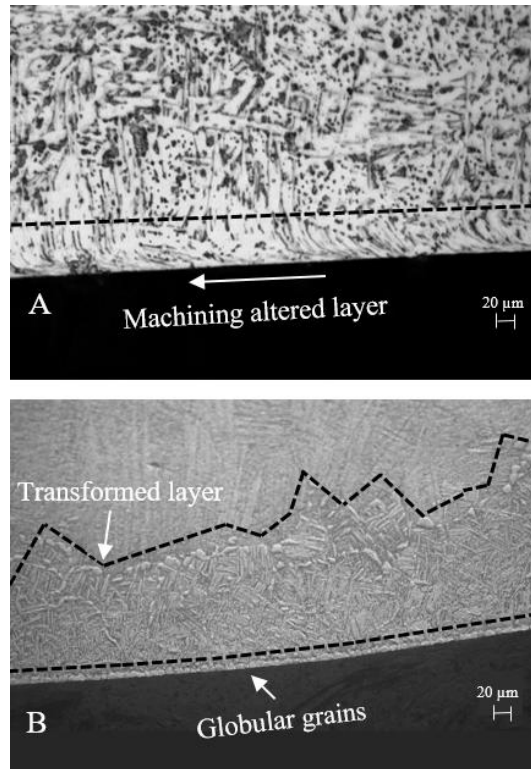 A
Machining altered layer
20 µm
Transformed layer
B
Globular grains
20 µm